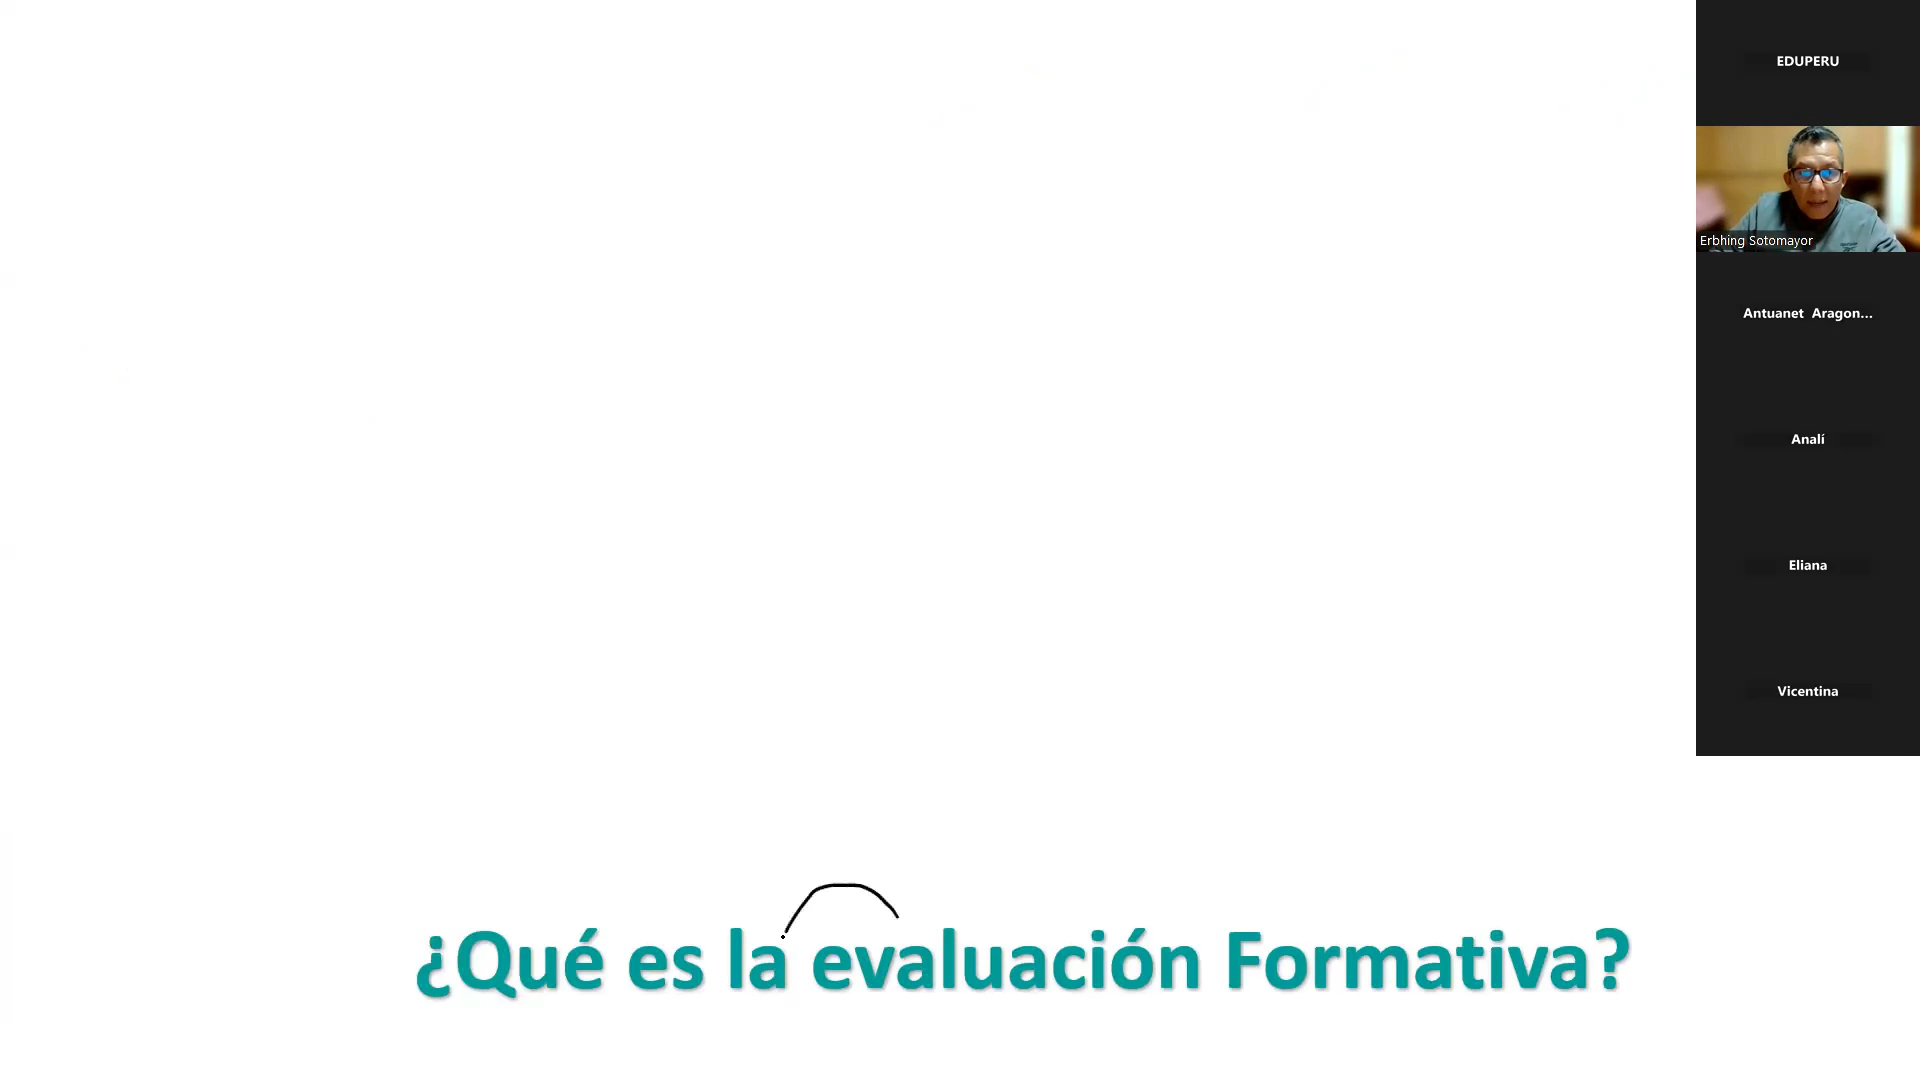 EDUPERU
Erbhing Sotomayor
Antuanet Aragon...
Analí
Eliana
Vicentina
¿Qué es la evaluación Formativa?